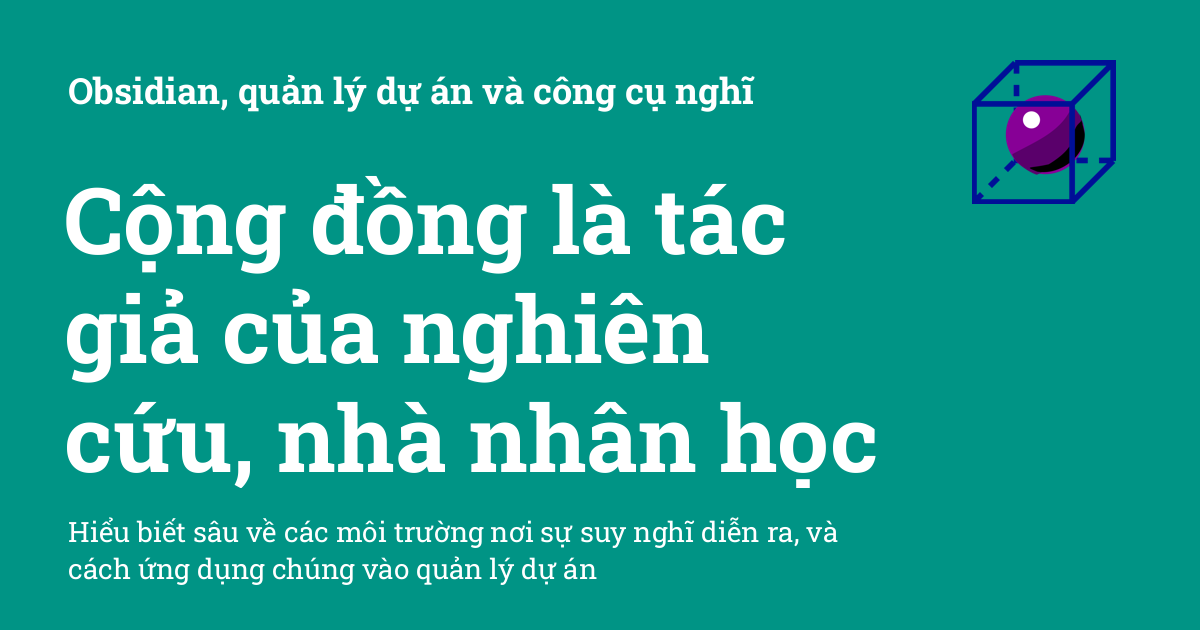 Obsidian, quản lý dự án và công cụ nghĩ
Cộng đồng là tác
giả của nghiên
cứu, nhà nhân học
Hiểu biết sâu về các môi trường nơi sự suy nghĩ diễn ra, và
cách ứng dụng chúng vào quản lý dự án